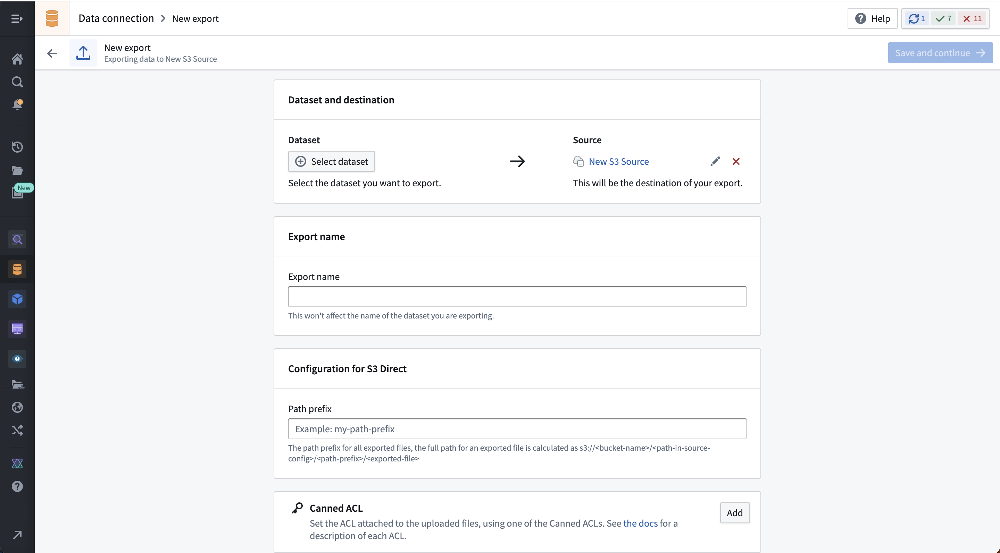 Data connection > New export
Help
1
7
11
New export
Exporting data to New S3 Source
Save and continue
Dataset and destination
Dataset
Source
Select dataset
New S3 Source
Select the dataset you want to export.
This will be the destination of your export.
New
Export name
Export name
This won't affect the name of the dataset you are exporting.
Configuration for S3 Direct
Path prefix
Example: my-path-prefix
The path prefix for all exported files, the full path for an exported file is calculated as s3://<bucket-name>/<path-in-source-
config>/<path-prefix>/<exported-file>
Canned ACL
Add
Set the ACL attached to the uploaded files, using one of the Canned ACLs. See the docs for a
description of each ACL.